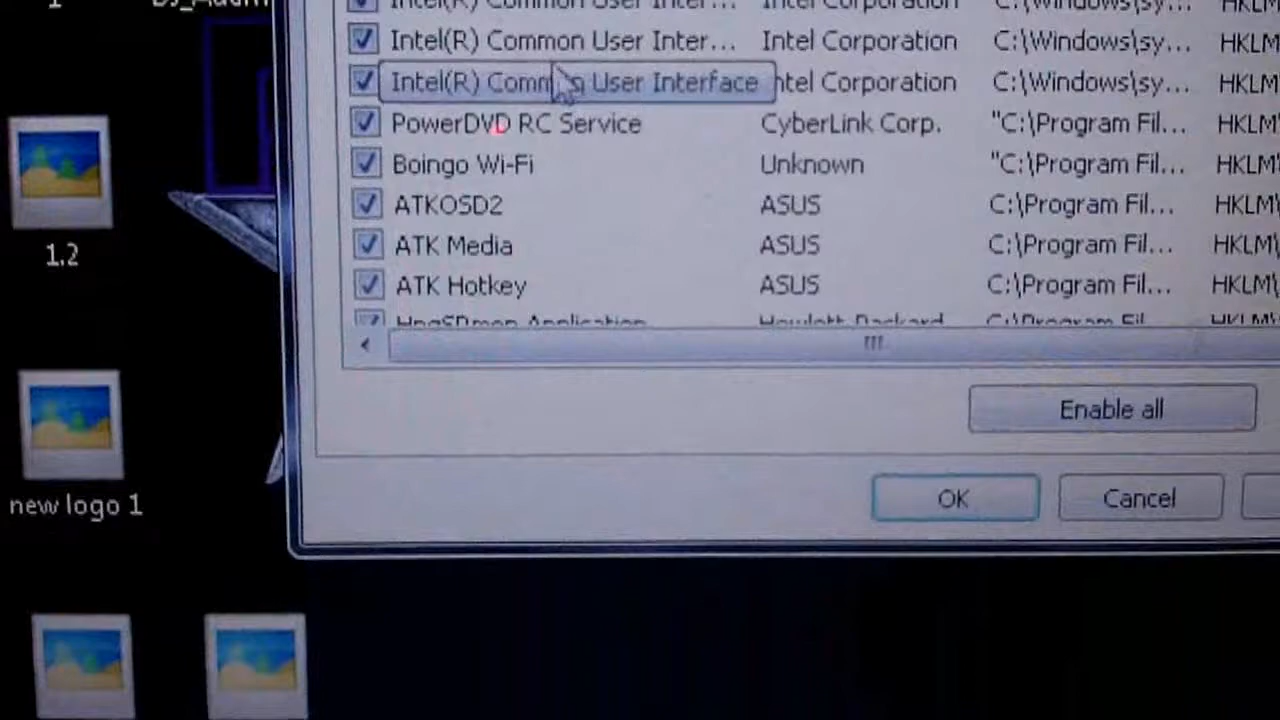 Intel(R) Common User Inter... Intel Corporation C:\Windows\sy... HKLM
Intel(R) Common User Inter... Intel Corporation C:\Windows\sy... HKLM
Intel(R) Common User Interface ntel Corporation C:\Windows\sy... HKLM
PowerDVD RC Service CyberLink Corp. "C:\Program Fil... HKLM
Boingo Wi-Fi Unknown "C:\Program Fil... HKLM\
ATKOSD2 ASUS C:\Program Fil... HKLM\
ATK Media ASUS C:\Program Fil... HKLM\
ATK Hotkey ASUS C:\Program Fil... HKLM\
HpqSRmon Application Hewlett Packard C:\Program Fil HKLM\
Enable all
OK Cancel
1.2
new logo 1